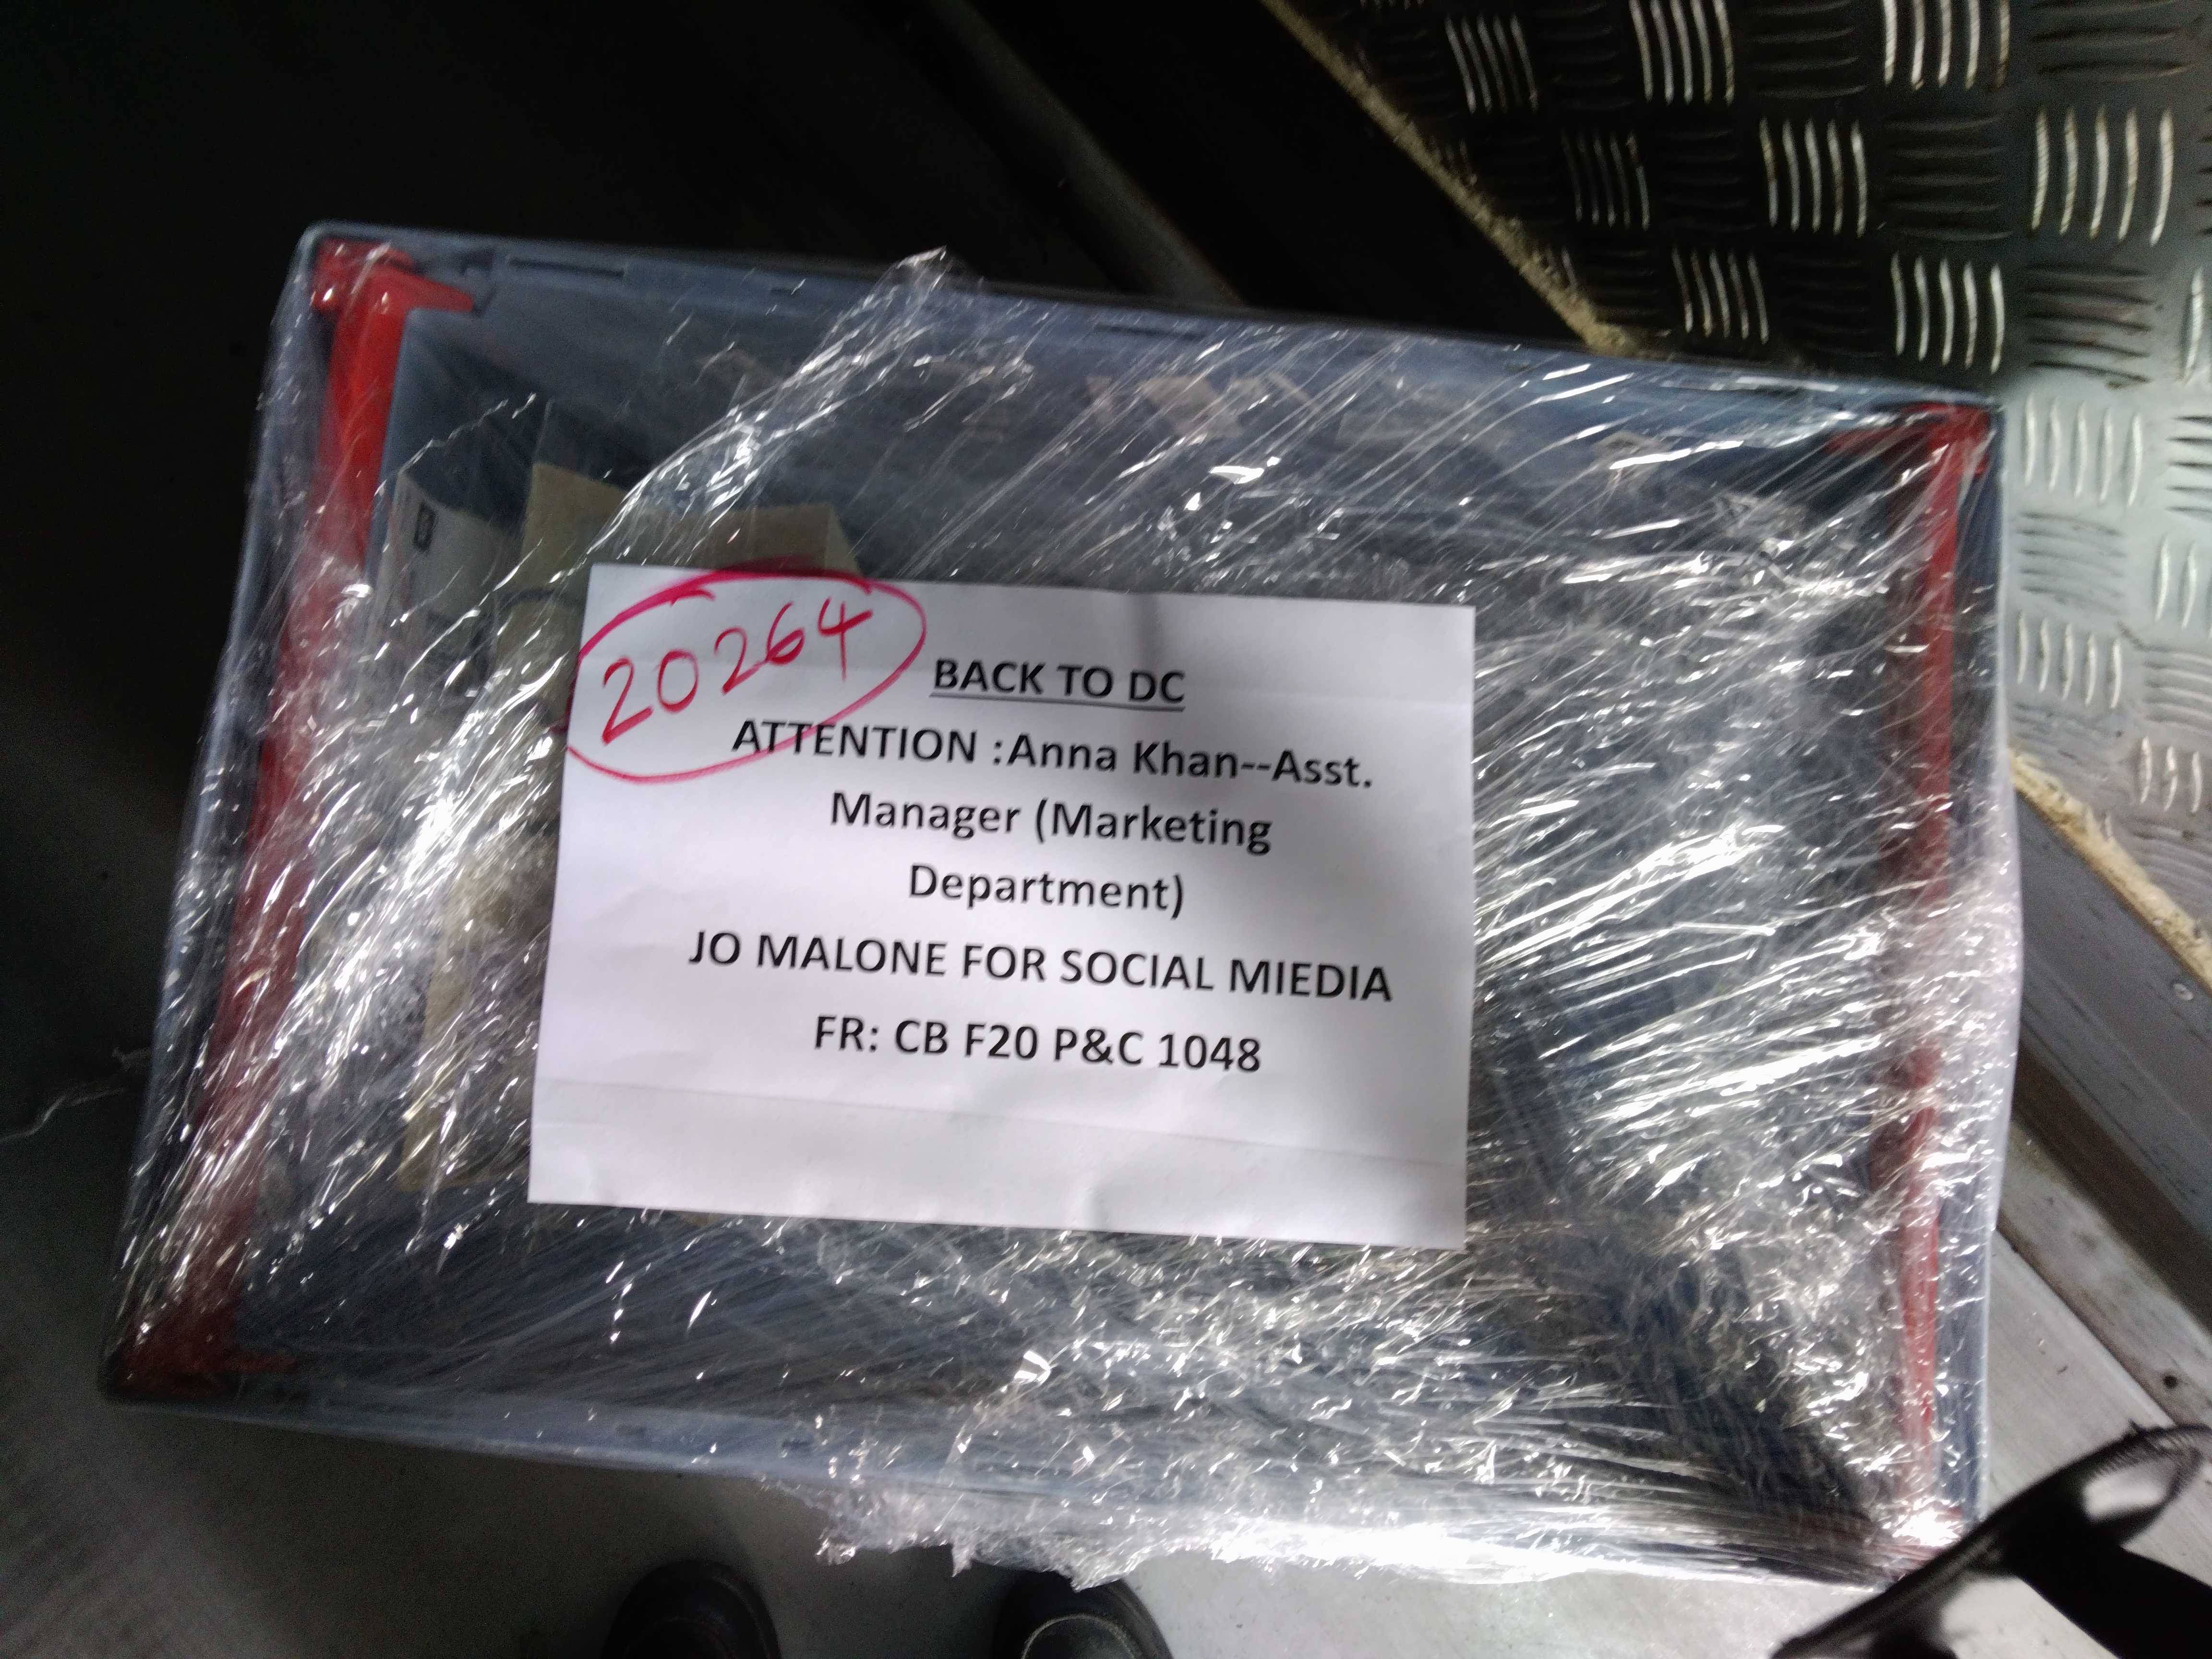 20264
BACK TO DC
ATTENTION :Anna Khan--Asst.
Manager (Marketing
Department)
JO MALONE FOR SOCIAL MIEDIA
FR: CB F20 P&C 1048